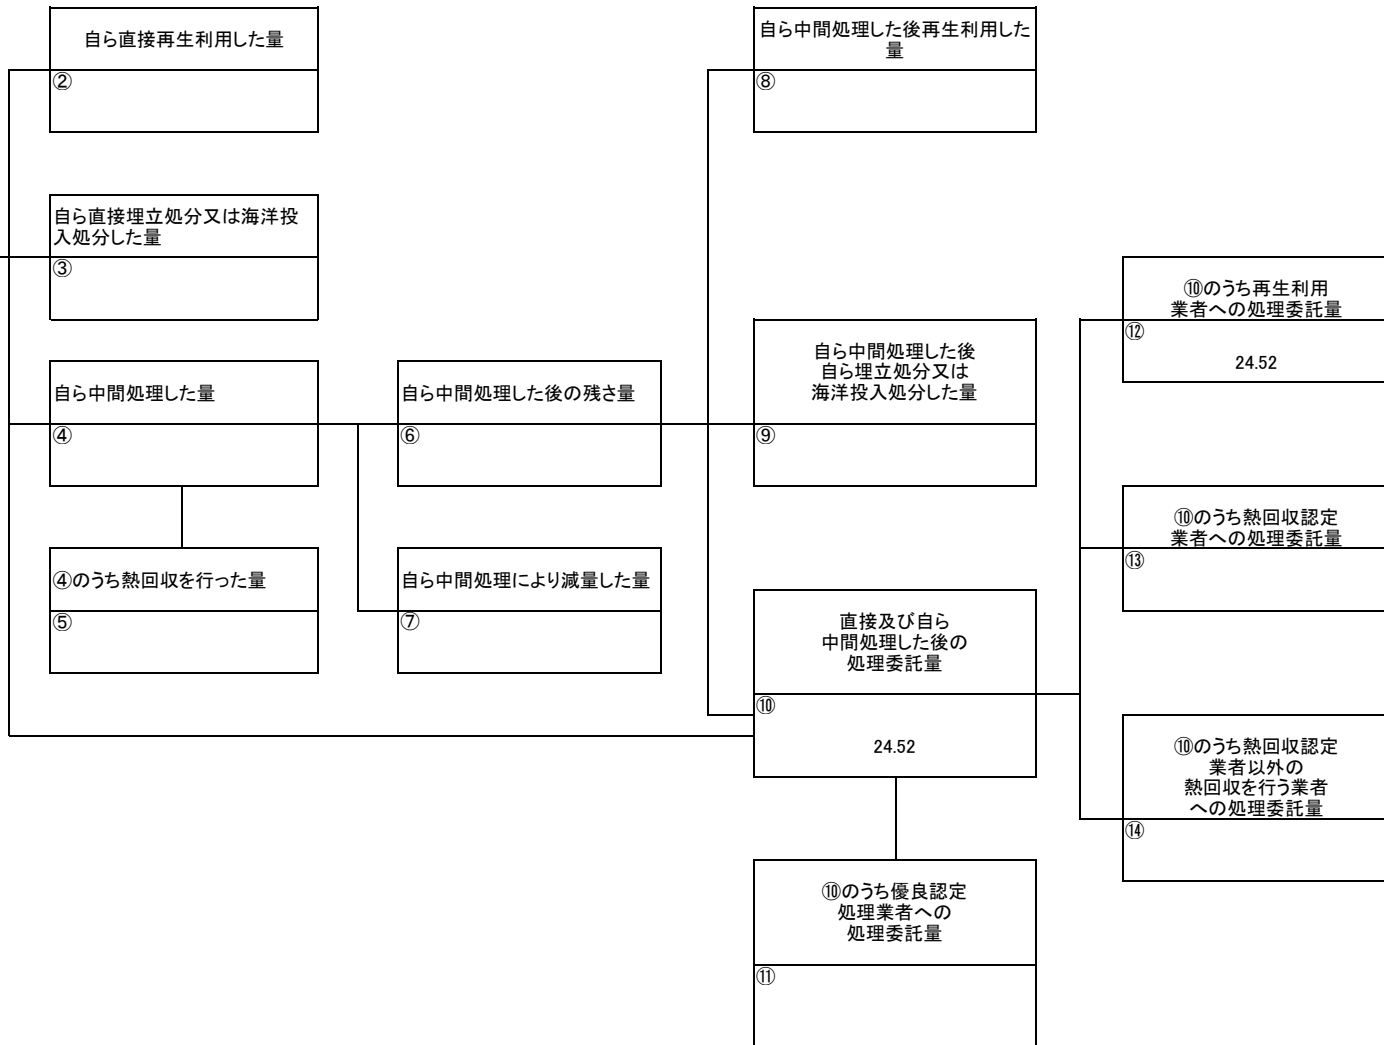 自ら直接再生利用した量
②
自ら直接埋立処分又は海洋投
入処分した量
③
自ら中間処理した量
④
④のうち熱回収を行った量
⑤
自ら中間処理した後の残さ量
⑥
自ら中間処理により減量した量
⑦
自ら中間処理した後再生利用した
量
⑧
自ら中間処理した後
自ら埋立処分又は
海洋投入処分した量
⑨
直接及び自ら
中間処理した後の
処理委託量
⑩
24.52
⑩のうち優良認定
処理業者への
処理委託量
⑪
⑩のうち再生利用
業者への処理委託量
⑫
24.52
⑩のうち熱回収認定
業者への処理委託量
⑬
⑩のうち熱回収認定
業者以外の
熱回収を行う業者
への処理委託量
⑭